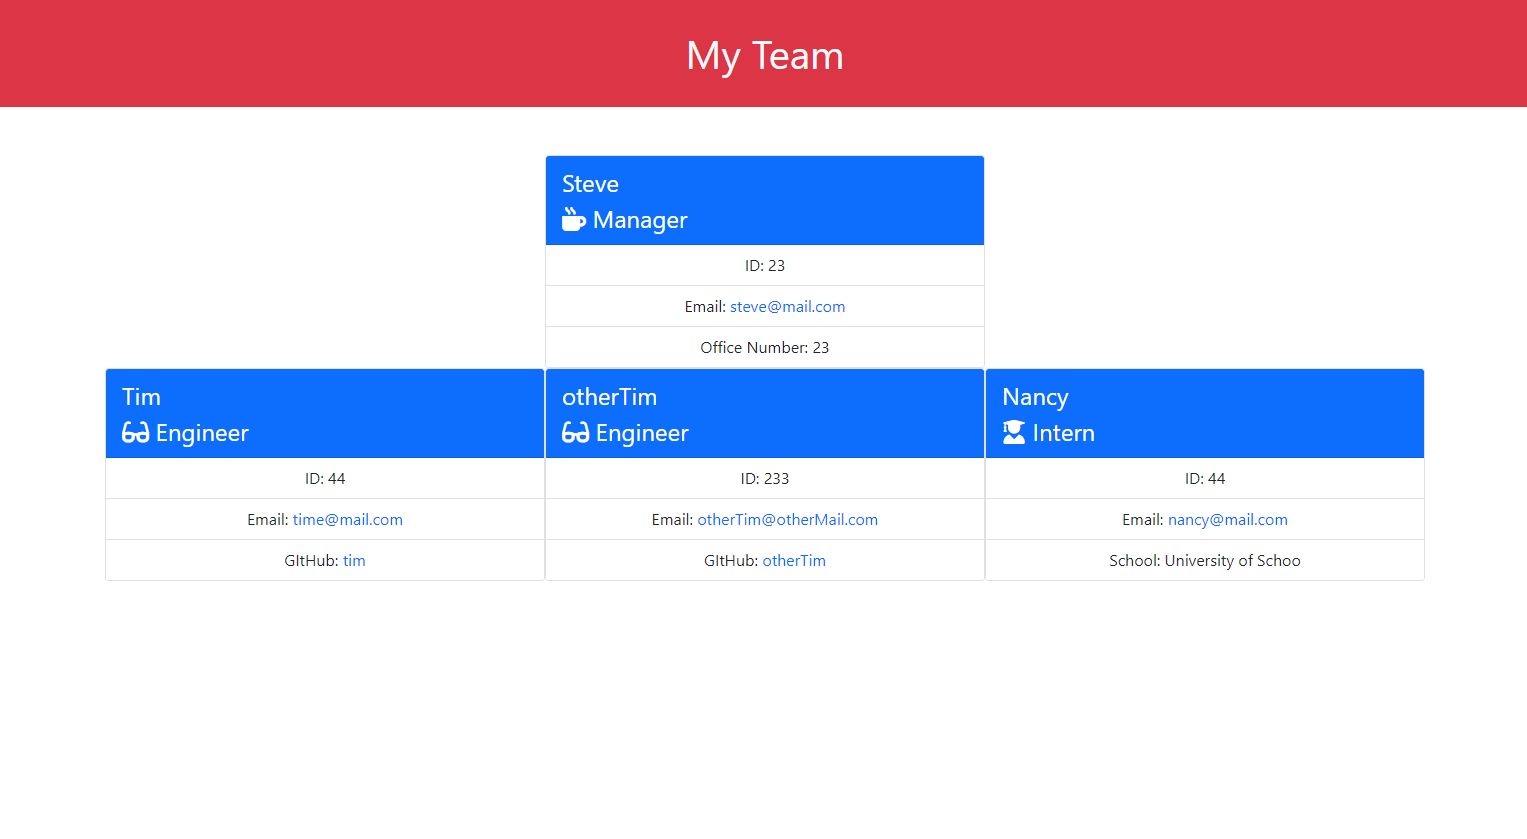 My Team
Steve
Manager
ID: 23
Email: steve@mail.com
Office Number: 23
Tim
Engineer
ID: 44
Email: time@mail.com
GItHub: tim
otherTim
Engineer
ID: 233
Email: otherTim@otherMail.com
GItHub: otherTim
Nancy
Intern
ID: 44
Email: nancy@mail.com
School: University of Schoo